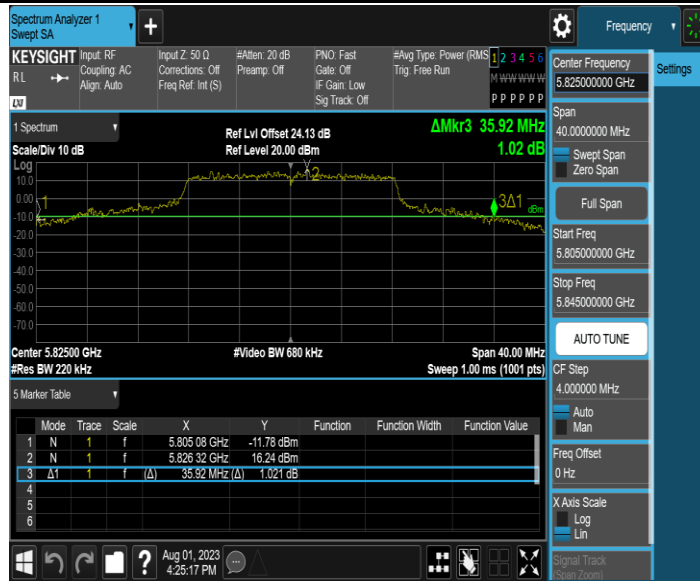 Spectrum Analyzer 1
Swept SA
+
Frequency
KEYSIGHT
RL
LXI
Input: RF
Coupling: AC
Align: Auto
Input Z: 50 Ω
Corrections: Off
Freq Ref: Int (S)
#Atten: 20 dB
Preamp: Off
PNO: Fast
Gate: Off
IF Gain: Low
Sig Track: Off
#Avg Type: Power (RMS
Trig: Free Run
1 2 3 4 5 6
M W W W W W
P P P P P P
Center Frequency
5.825000000 GHz
Settings
Span
40.0000000 MHz
Swept Span
Zero Span
Full Span
Start Freq
5.805000000 GHz
Stop Freq
5.845000000 GHz
AUTO TUNE
CF Step
4.000000 MHz
Auto
Man
Freq Offset
0 Hz
X Axis Scale
Log
Lin
Signal Track
(Span Zoom)
1 Spectrum
Scale/Div 10 dB
Ref Lvl Offset 24.13 dB
Ref Level 20.00 dBm
ΔMkr3 35.92 MHz
1.02 dB
Log
10.0
0.00
-10.0
-20.0
-30.0
-40.0
-50.0
-60.0
-70.0
1
2
3Δ1
dBm
Center 5.82500 GHz
#Res BW 220 kHz
#Video BW 680 kHz
Span 40.00 MHz
Sweep 1.00 ms (1001 pts)
5 Marker Table
Mode Trace Scale X Y Function Function Width Function Value
1 N 1 f 5.805 08 GHz -11.78 dBm
2 N 1 f 5.826 32 GHz 16.24 dBm
3 Δ1 1 f (Δ) 35.92 MHz (Δ) 1.021 dB
4
5
6
?
Aug 01, 2023
4:25:17 PM